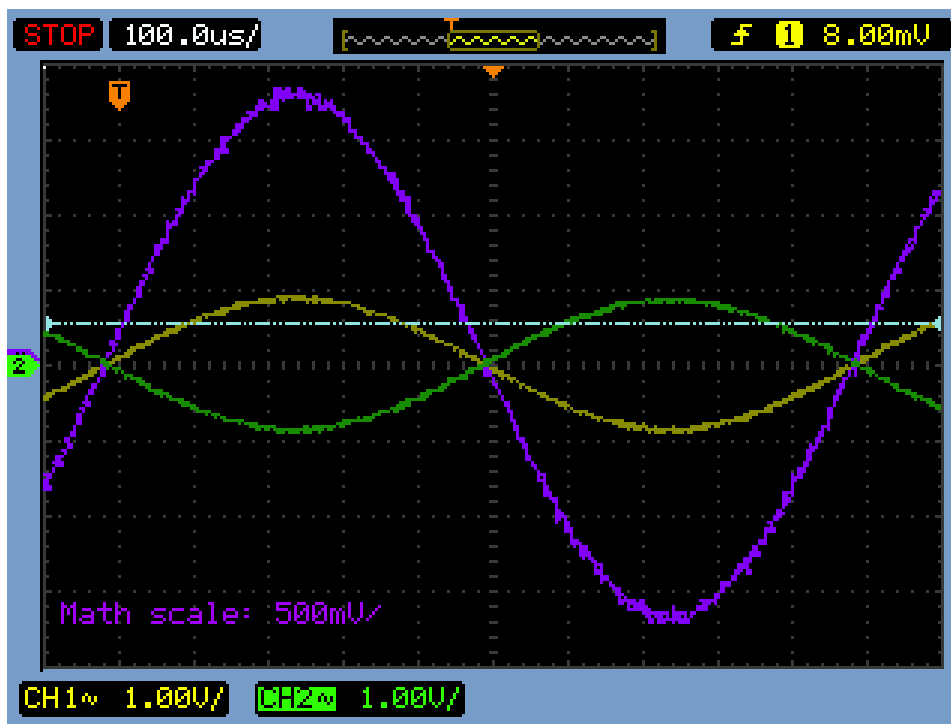 STOP 100.0us/ T 1 8.00mV
T
2
Math scale: 500mV/
CH1~ 1.00V/ CH2~ 1.00V/